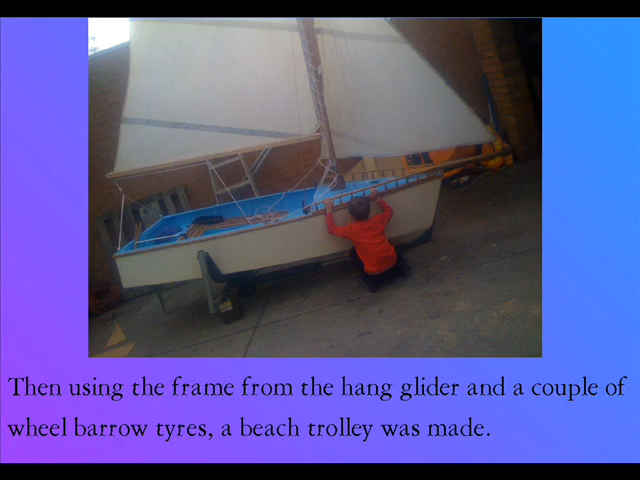 Then using the frame from the hang glider and a couple of
wheel barrow tyres, a beach trolley was made.